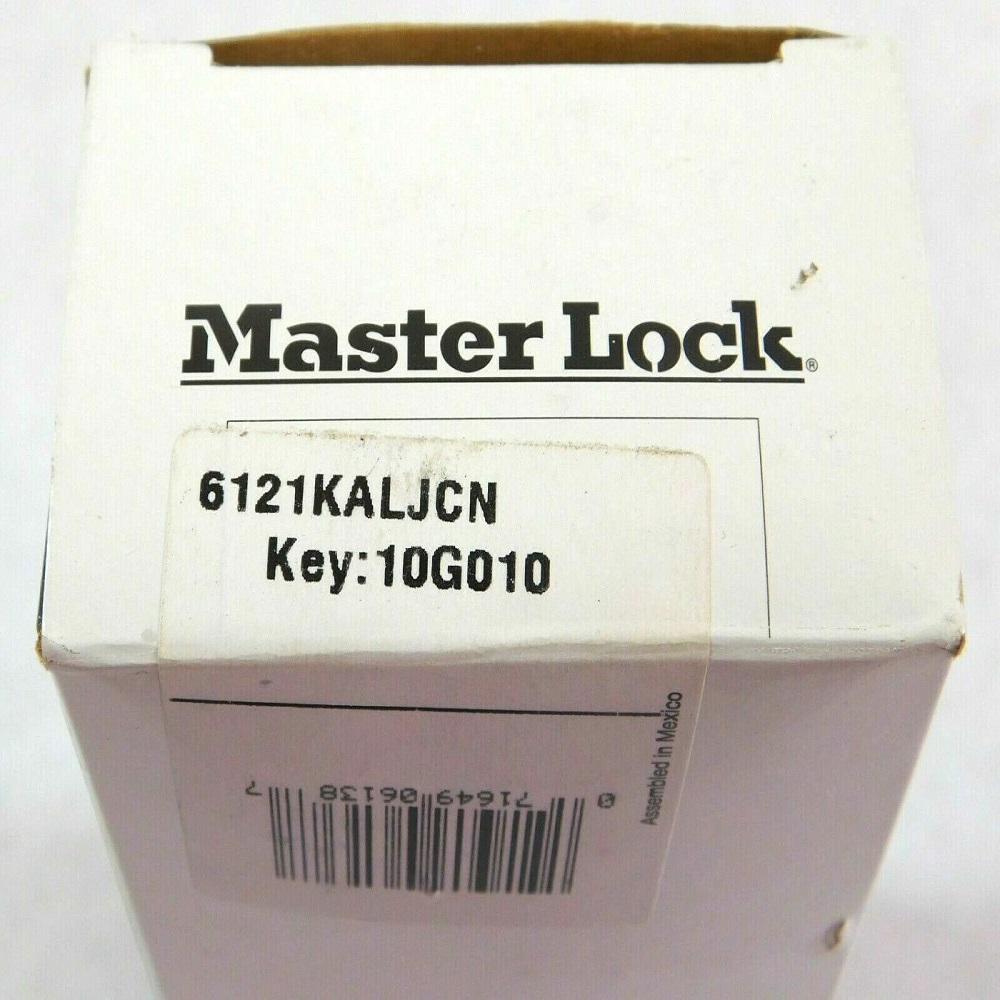 Master Lock®
6121KALJCN
Key:10G010
Assembled in Mexico
0 71649 06138 7